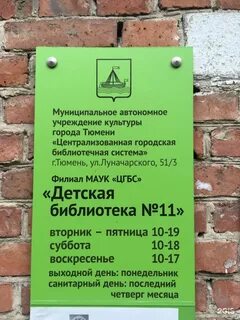 Муниципальное автономное
учреждение культуры
города Тюмени
«Централизованная городская
библиотечная система»
г.Тюмень, ул.Луначарского, 51/3
Филиал МАУК «ЦГБС»
«Детская
библиотека №11»
вторник – пятница 10-19
суббота 10-18
воскресенье 10-17
выходной день: понедельник
санитарный день: последний
четверг месяца
2GIS